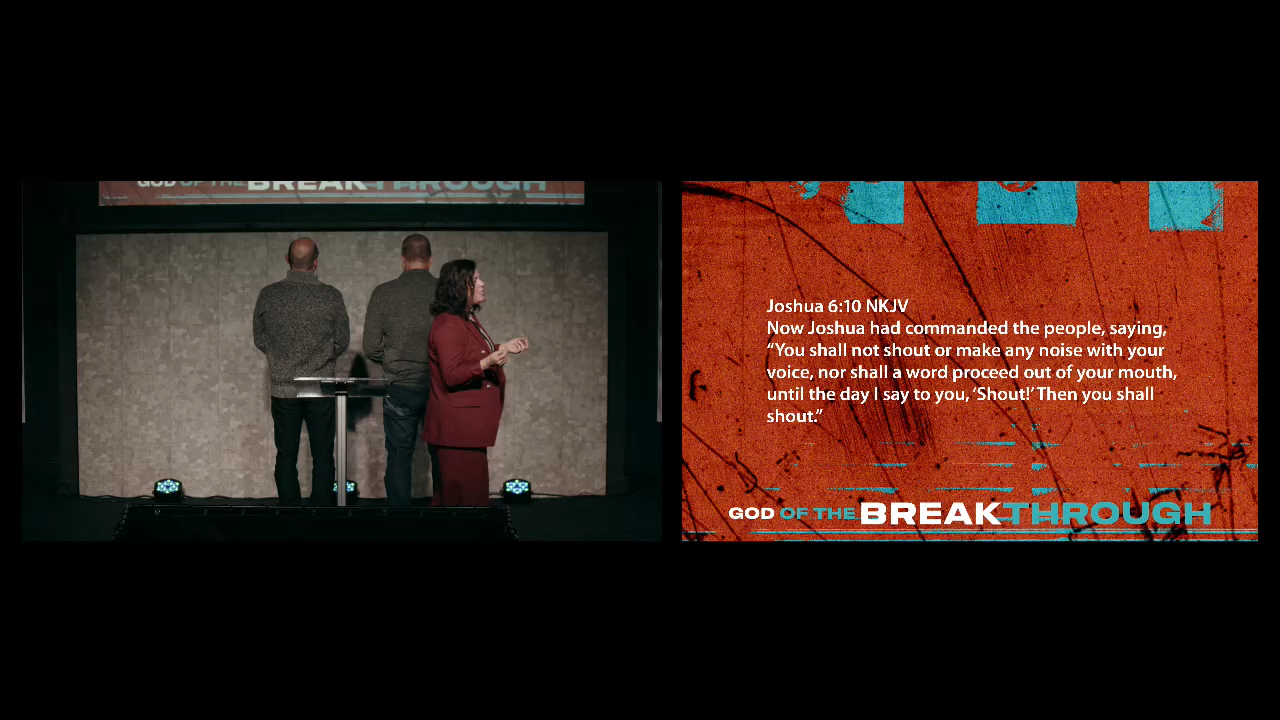 GOD OF THE BREAKTHROUGH
Joshua 6:10 NKJV
Now Joshua had commanded the people, saying,
“You shall not shout or make any noise with your
voice, nor shall a word proceed out of your mouth,
until the day I say to you, ‘Shout!’ Then you shall
shout.”
GOD OF THE BREAKTHROUGH